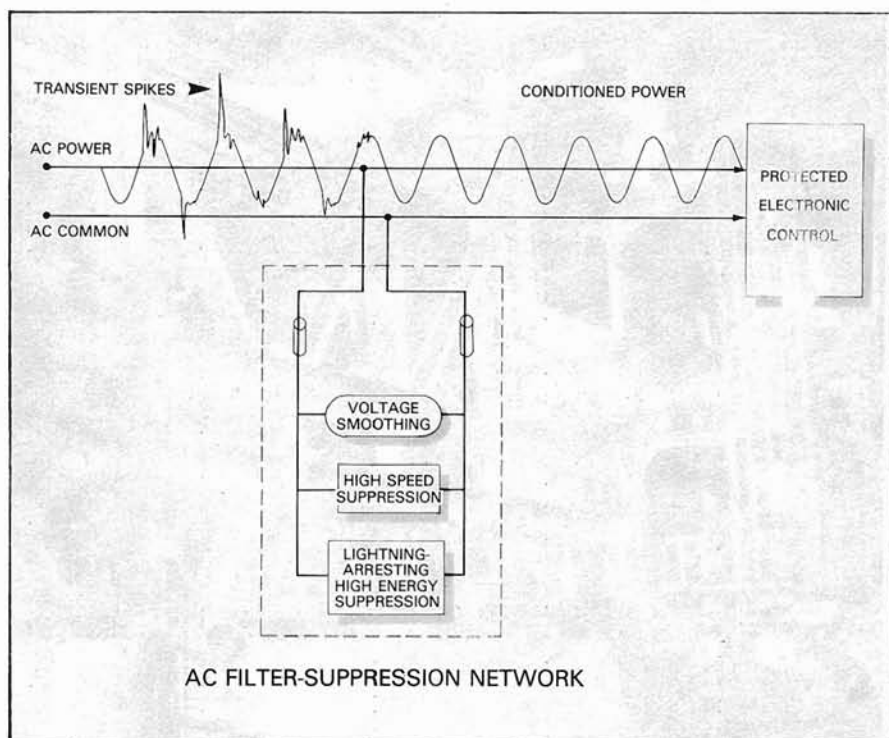 TRANSIENT SPIKES
CONDITIONED POWER
AC POWER
AC COMMON
PROTECTED
ELECTRONIC
CONTROL
VOLTAGE
SMOOTHING
HIGH SPEED
SUPPRESSION
LIGHTNING-
ARRESTING
HIGH ENERGY
SUPPRESSION
AC FILTER-SUPPRESSION NETWORK